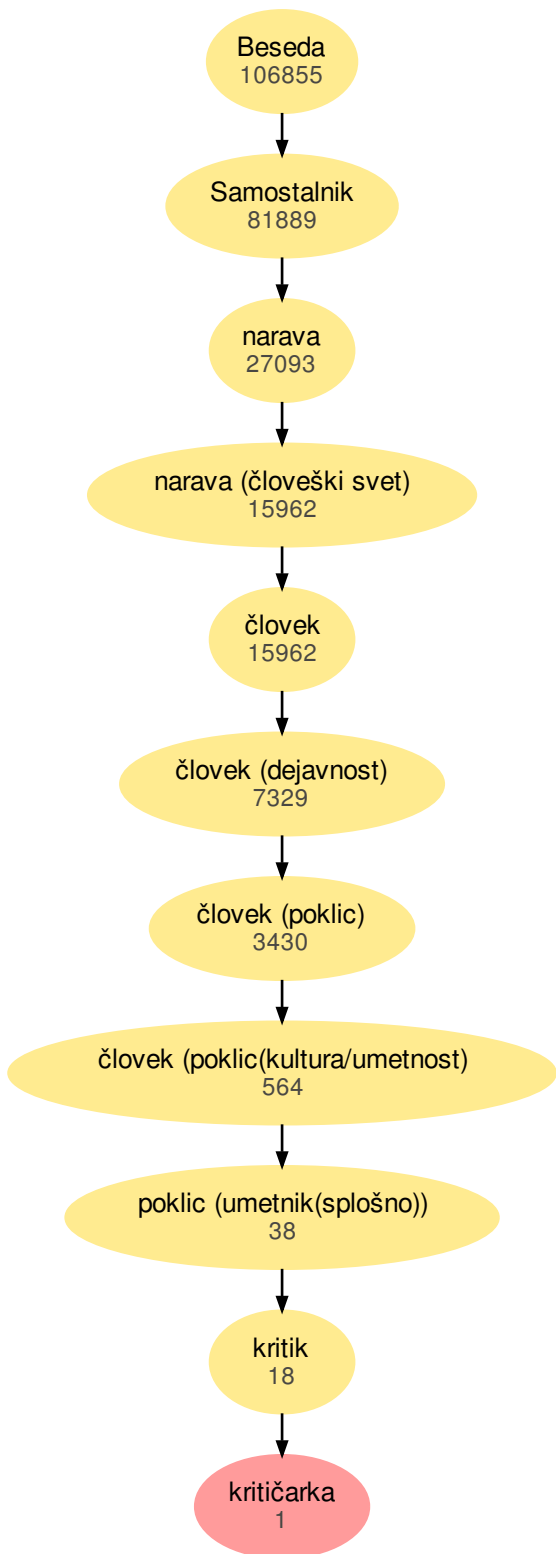 Beseda
106855
Samostalnik
81889
narava
27093
narava (človeški svet)
15962
človek
15962
človek (dejavnost)
7329
človek (poklic)
3430
človek (poklic(kultura/umetnost)
564
poklic (umetnik(splošno))
38
kritik
18
kritičarka
1